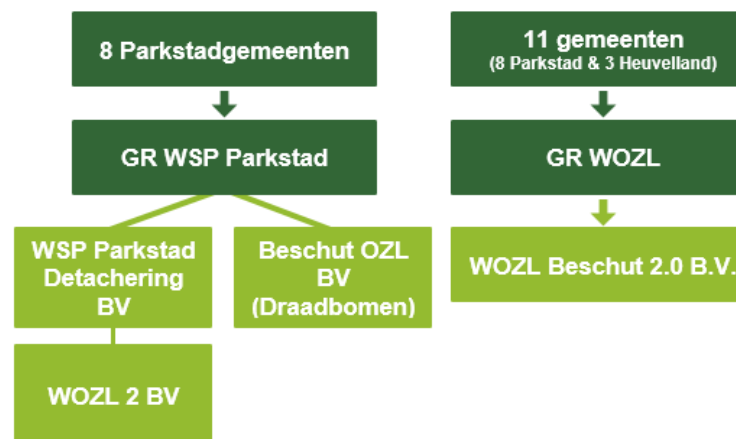 8 Parkstadgemeenten
GR WSP Parkstad
WSP Parkstad
Detachering
BV
Beschut OZL
BV
(Draadbomen)
WOZL 2 BV
11 gemeenten
(8 Parkstad & 3 Heuvelland)
GR WOZL
WOZL Beschut 2.0 B.V.